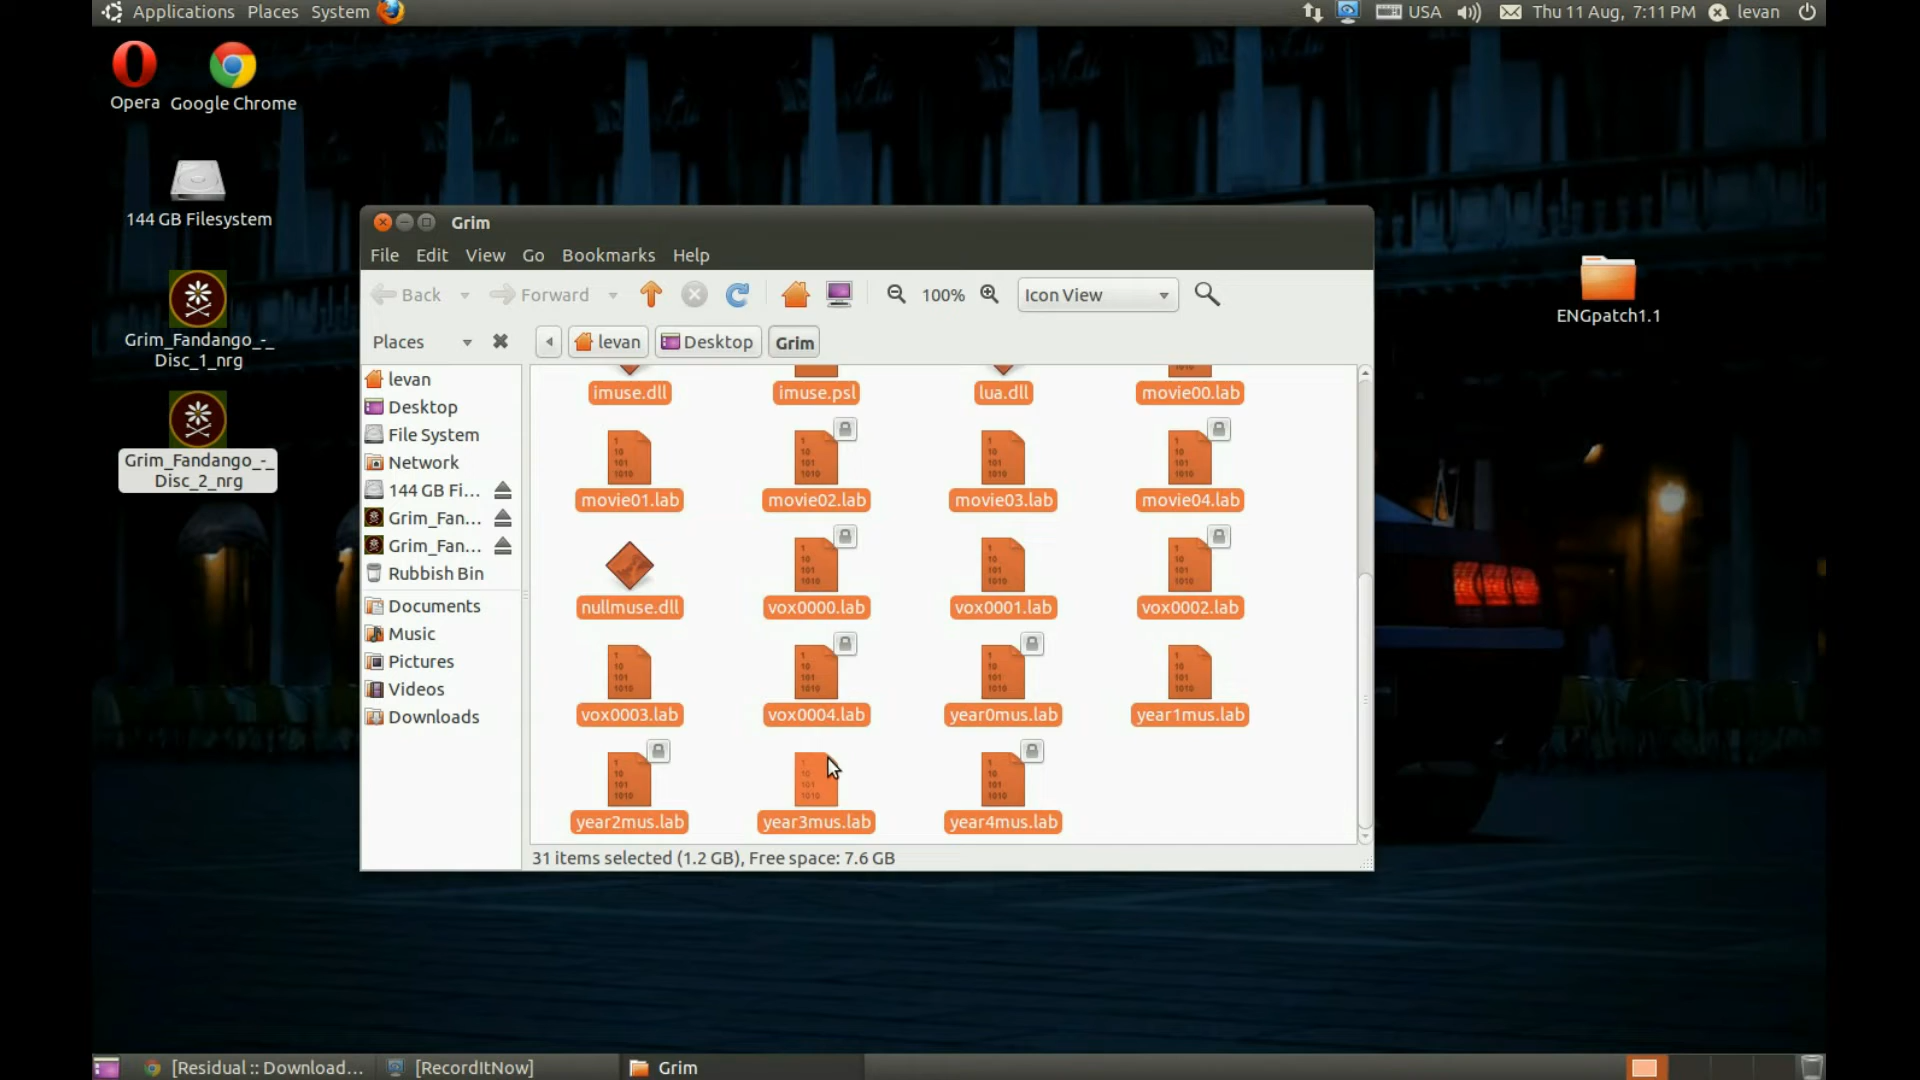 Applications Places System
USA Thu 11 Aug, 7:11 PM levan
Opera Google Chrome
144 GB Filesystem
Grim_Fandango_-_
Disc_1_nrg
Grim_Fandango_-_
Disc_2_nrg
ENGpatch1.1
Grim
File Edit View Go Bookmarks Help
Back Forward 100% Icon View
Places levan Desktop Grim
levan
Desktop
File System
Network
144 GB Fi...
Grim_Fan...
Grim_Fan...
Rubbish Bin
Documents
Music
Pictures
Videos
Downloads
imuse.dll imuse.psl lua.dll movie00.lab
movie01.lab movie02.lab movie03.lab movie04.lab
nullmuse.dll vox0000.lab vox0001.lab vox0002.lab
vox0003.lab vox0004.lab year0mus.lab year1mus.lab
year2mus.lab year3mus.lab year4mus.lab
31 items selected (1.2 GB), Free space: 7.6 GB
[Residual :: Download... [RecordItNow] Grim